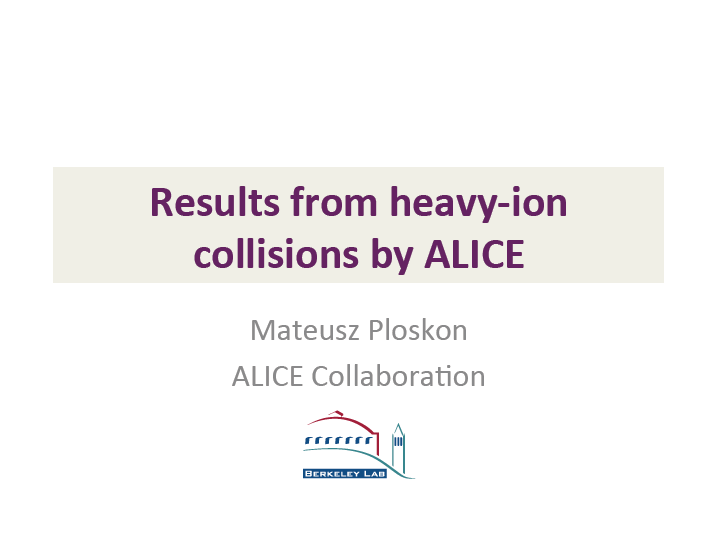 Results from heavy-ion
collisions by ALICE
Mateusz Ploskon
ALICE Collaboration
BERKELEY LAB